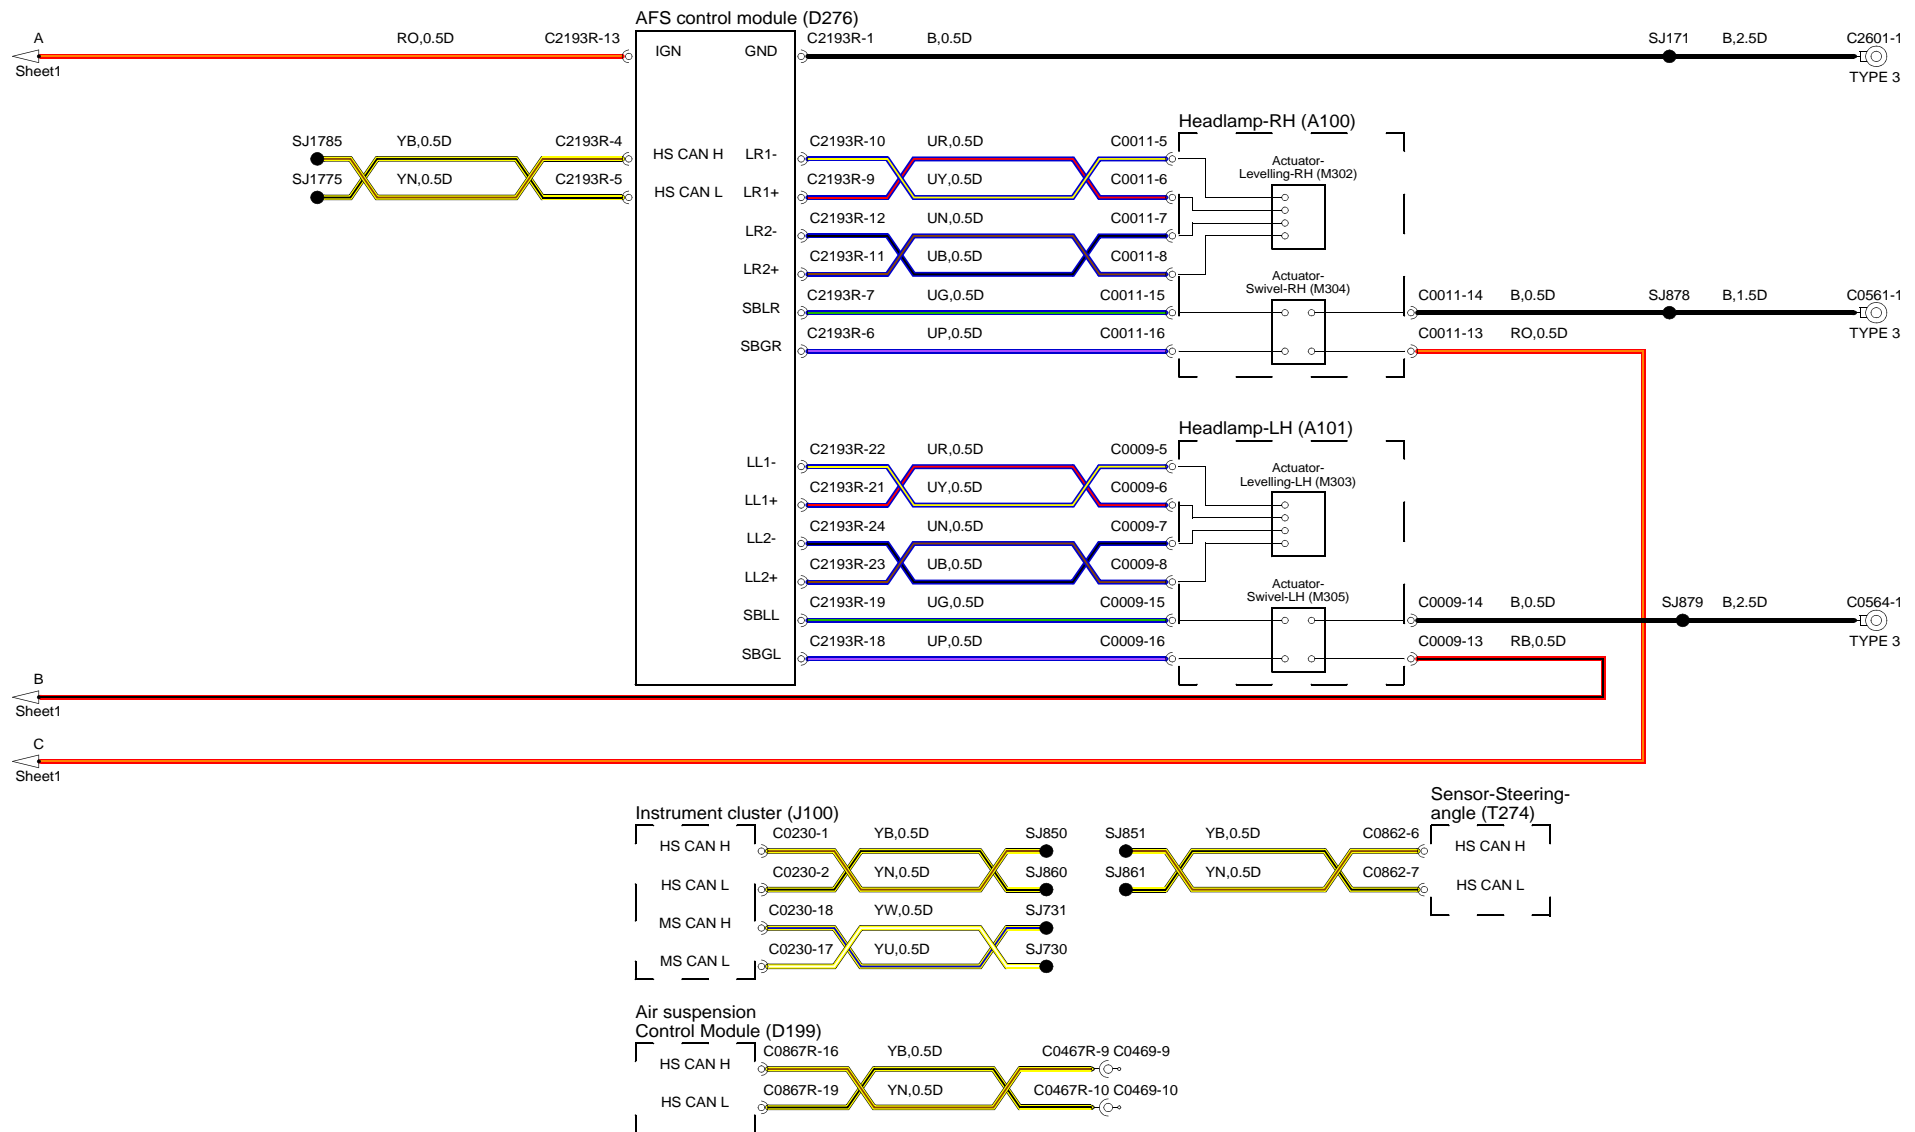 AFS control module (D276)
A
RO,0.5D
C2193R-13
IGN
GND
C2193R-1
B,0.5D
SJ171
B,2.5D
C2601-1
Sheet1
TYPE 3
Headlamp-RH (A100)
SJ1785
YB,0.5D
C2193R-4
HS CAN H
LR1-
C2193R-10
UR,0.5D
C0011-5
Actuator-
Levelling-RH (M302)
SJ1775
YN,0.5D
C2193R-5
HS CAN L
LR1+
C2193R-9
UY,0.5D
C0011-6
LR2-
C2193R-12
UN,0.5D
C0011-7
LR2+
C2193R-11
UB,0.5D
C0011-8
Actuator-
Swivel-RH (M304)
SBLR
C2193R-7
UG,0.5D
C0011-15
C0011-14
B,0.5D
SJ878
B,1.5D
C0561-1
TYPE 3
SBGR
C2193R-6
UP,0.5D
C0011-16
C0011-13
RO,0.5D
Headlamp-LH (A101)
LL1-
C2193R-22
UR,0.5D
C0009-5
Actuator-
Levelling-LH (M303)
LL1+
C2193R-21
UY,0.5D
C0009-6
LL2-
C2193R-24
UN,0.5D
C0009-7
LL2+
C2193R-23
UB,0.5D
C0009-8
Actuator-
Swivel-LH (M305)
SBLL
C2193R-19
UG,0.5D
C0009-15
C0009-14
B,0.5D
SJ879
B,2.5D
C0564-1
TYPE 3
SBGL
C2193R-18
UP,0.5D
C0009-16
C0009-13
RB,0.5D
B
Sheet1
C
Sheet1
Instrument cluster (J100)
HS CAN H
C0230-1
YB,0.5D
SJ850
HS CAN L
C0230-2
YN,0.5D
SJ860
MS CAN H
C0230-18
YW,0.5D
SJ731
MS CAN L
C0230-17
YU,0.5D
SJ730
Sensor-Steering-
angle (T274)
SJ851
YB,0.5D
C0862-6
HS CAN H
SJ861
YN,0.5D
C0862-7
HS CAN L
Air suspension
Control Module (D199)
HS CAN H
C0867R-16
YB,0.5D
C0467R-9 C0469-9
HS CAN L
C0867R-19
YN,0.5D
C0467R-10 C0469-10